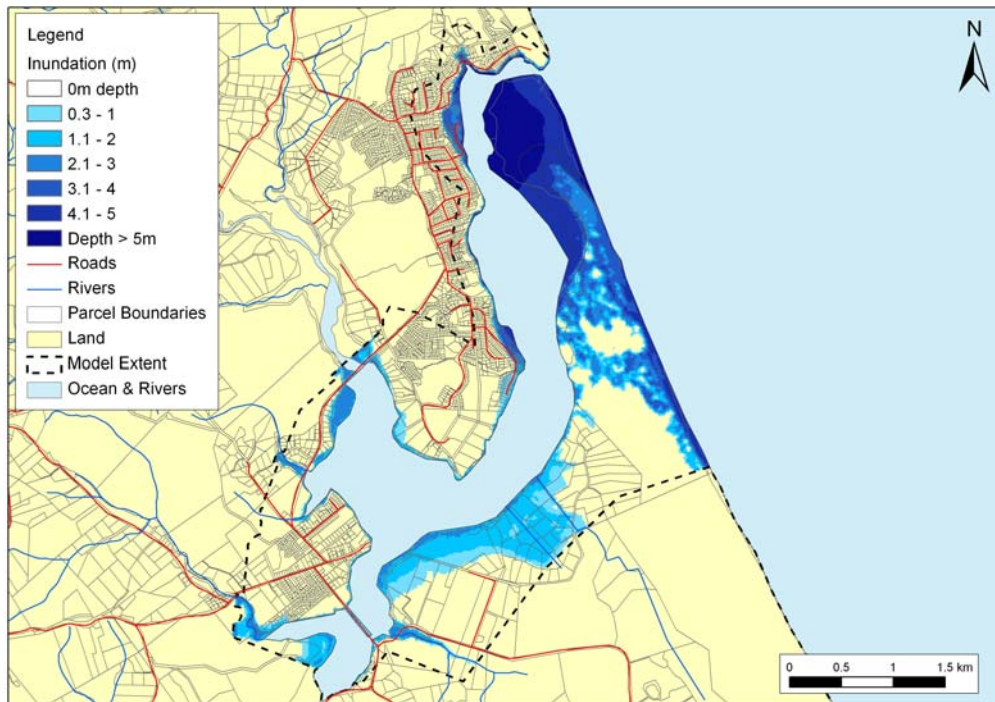 Legend
Inundation (m)
0m depth
0.3 - 1
1.1 - 2
2.1 - 3
3.1 - 4
4.1 - 5
Depth > 5m
Roads
Rivers
Parcel Boundaries
Land
Model Extent
Ocean & Rivers
N
0 0.5 1 1.5 km